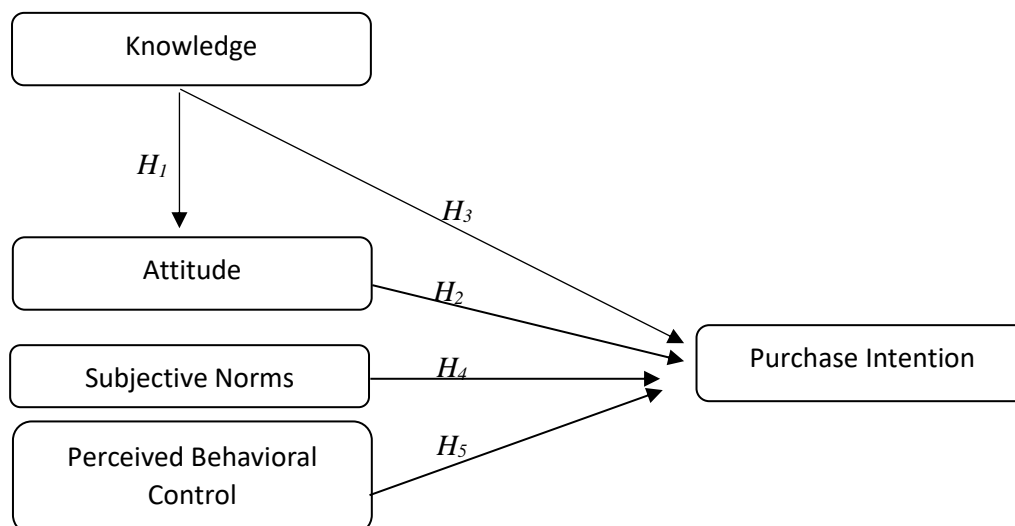 Knowledge
H1
H3
Attitude
H2
Purchase Intention
Subjective Norms
H4
Perceived Behavioral
Control
H5